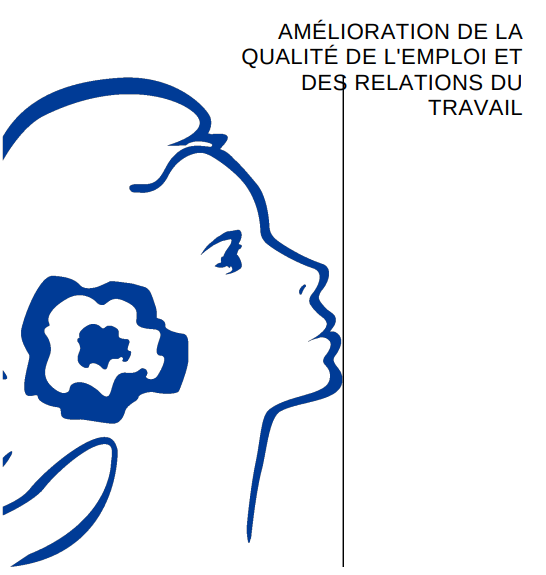 AMÉLIORATION DE LA
QUALITÉ DE L'EMPLOI ET
DES RELATIONS DU
TRAVAIL